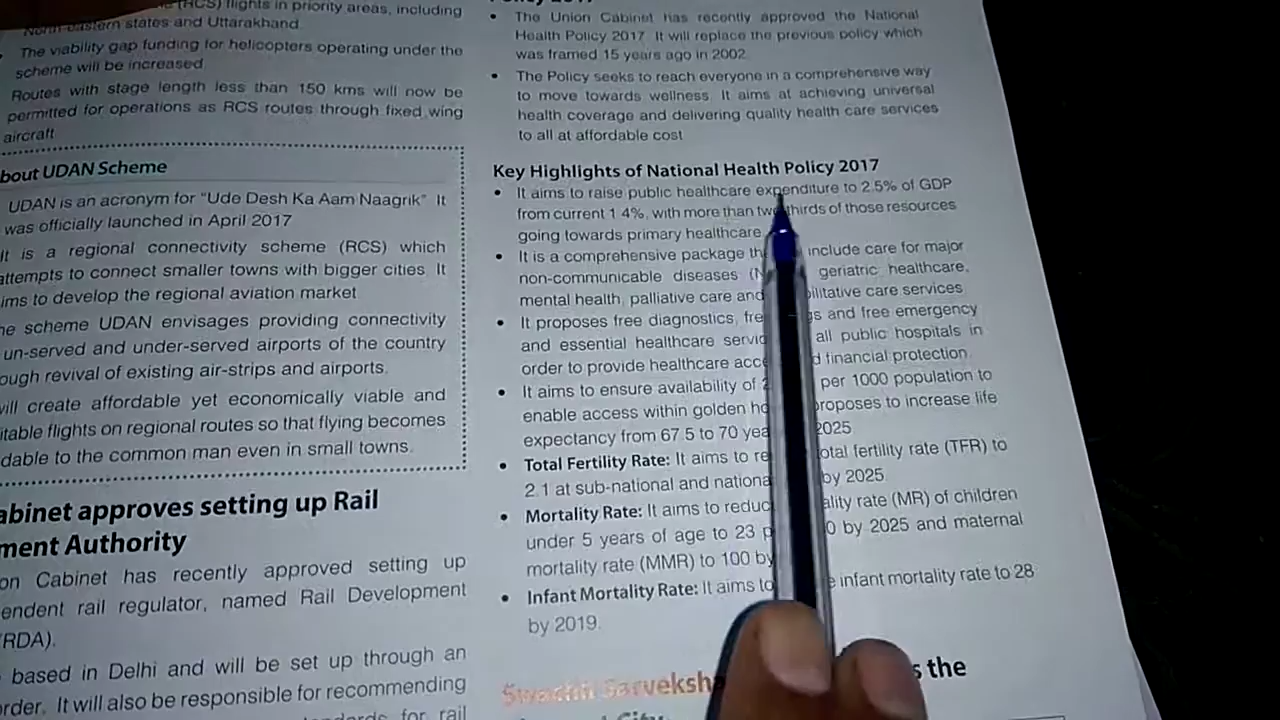 (RCS) flights in priority areas, including
North-eastern states and Uttarakhand.
The viability gap funding for helicopters operating under the
scheme will be increased
Routes with stage length less than 150 kms will now be
permitted for operations as RCS routes through fixed wing
aircraft
bout UDAN Scheme
UDAN is an acronym for "Ude Desh Ka Aam Naagrik" It
was officially launched in April 2017
It is a regional connectivity scheme (RCS) which
attempts to connect smaller towns with bigger cities It
ims to develop the regional aviation market
he scheme UDAN envisages providing connectivity
un-served and under-served airports of the country
ough revival of existing air-strips and airports.
will create affordable yet economically viable and
itable flights on regional routes so that flying becomes
dable to the common man even in small towns.
abinet approves setting up Rail
ment Authority
on Cabinet has recently approved setting up
endent rail regulator, named Rail Development
(RDA).
based in Delhi and will be set up through an
order. It will also be responsible for recommending
for rail
Policy 2017
• The Union Cabinet has recently approved the National
Health Policy 2017. It will replace the previous policy which
was framed 15 years ago in 2002
• The Policy seeks to reach everyone in a comprehensive way
to move towards wellness. It aims at achieving universal
health coverage and delivering quality health care services
to all at affordable cost
Key Highlights of National Health Policy 2017
• It aims to raise public healthcare expenditure to 2.5% of GDP
from current 1 4%, with more than two thirds of those resources
going towards primary healthcare
• It is a comprehensive package th include care for major
non-communicable diseases (N geriatric healthcare,
mental health, palliative care and bilitative care services
• It proposes free diagnostics, fre gs and free emergency
and essential healthcare servic all public hospitals in
order to provide healthcare acce d financial protection
• It aims to ensure availability of 2 per 1000 population to
enable access within golden ho proposes to increase life
expectancy from 67.5 to 70 yea 2025
• Total Fertility Rate: It aims to re otal fertility rate (TFR) to
2.1 at sub-national and nationa by 2025
• Mortality Rate: It aims to reduc ality rate (MR) of children
under 5 years of age to 23 p 0 by 2025 and maternal
mortality rate (MMR) to 100 by
• Infant Mortality Rate: It aims to e infant mortality rate to 28
by 2019.
Swachh Sarveksha s the
City